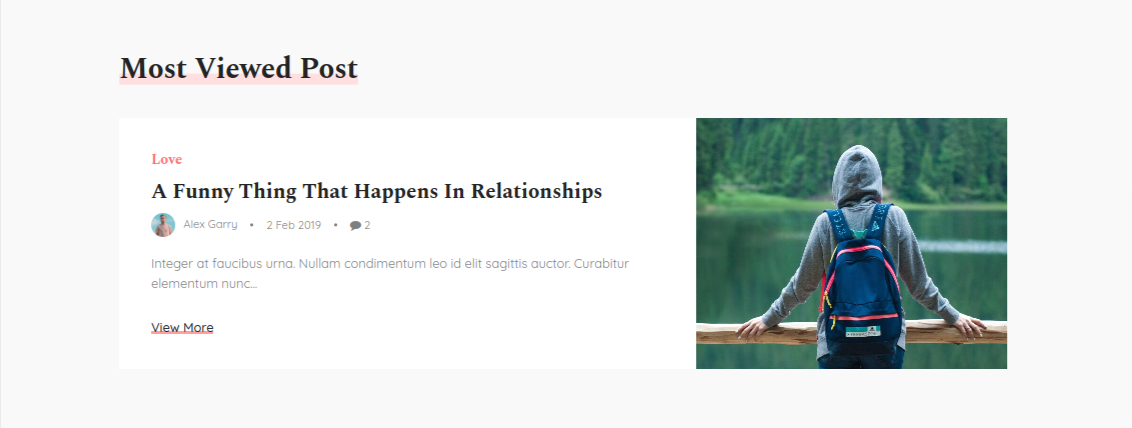 Most Viewed Post
Love
A Funny Thing That Happens In Relationships
Alex Garry • 2 Feb 2019 • 2
Integer at faucibus urna. Nullam condimentum leo id elit sagittis auctor. Curabitur
elementum nunc...
View More